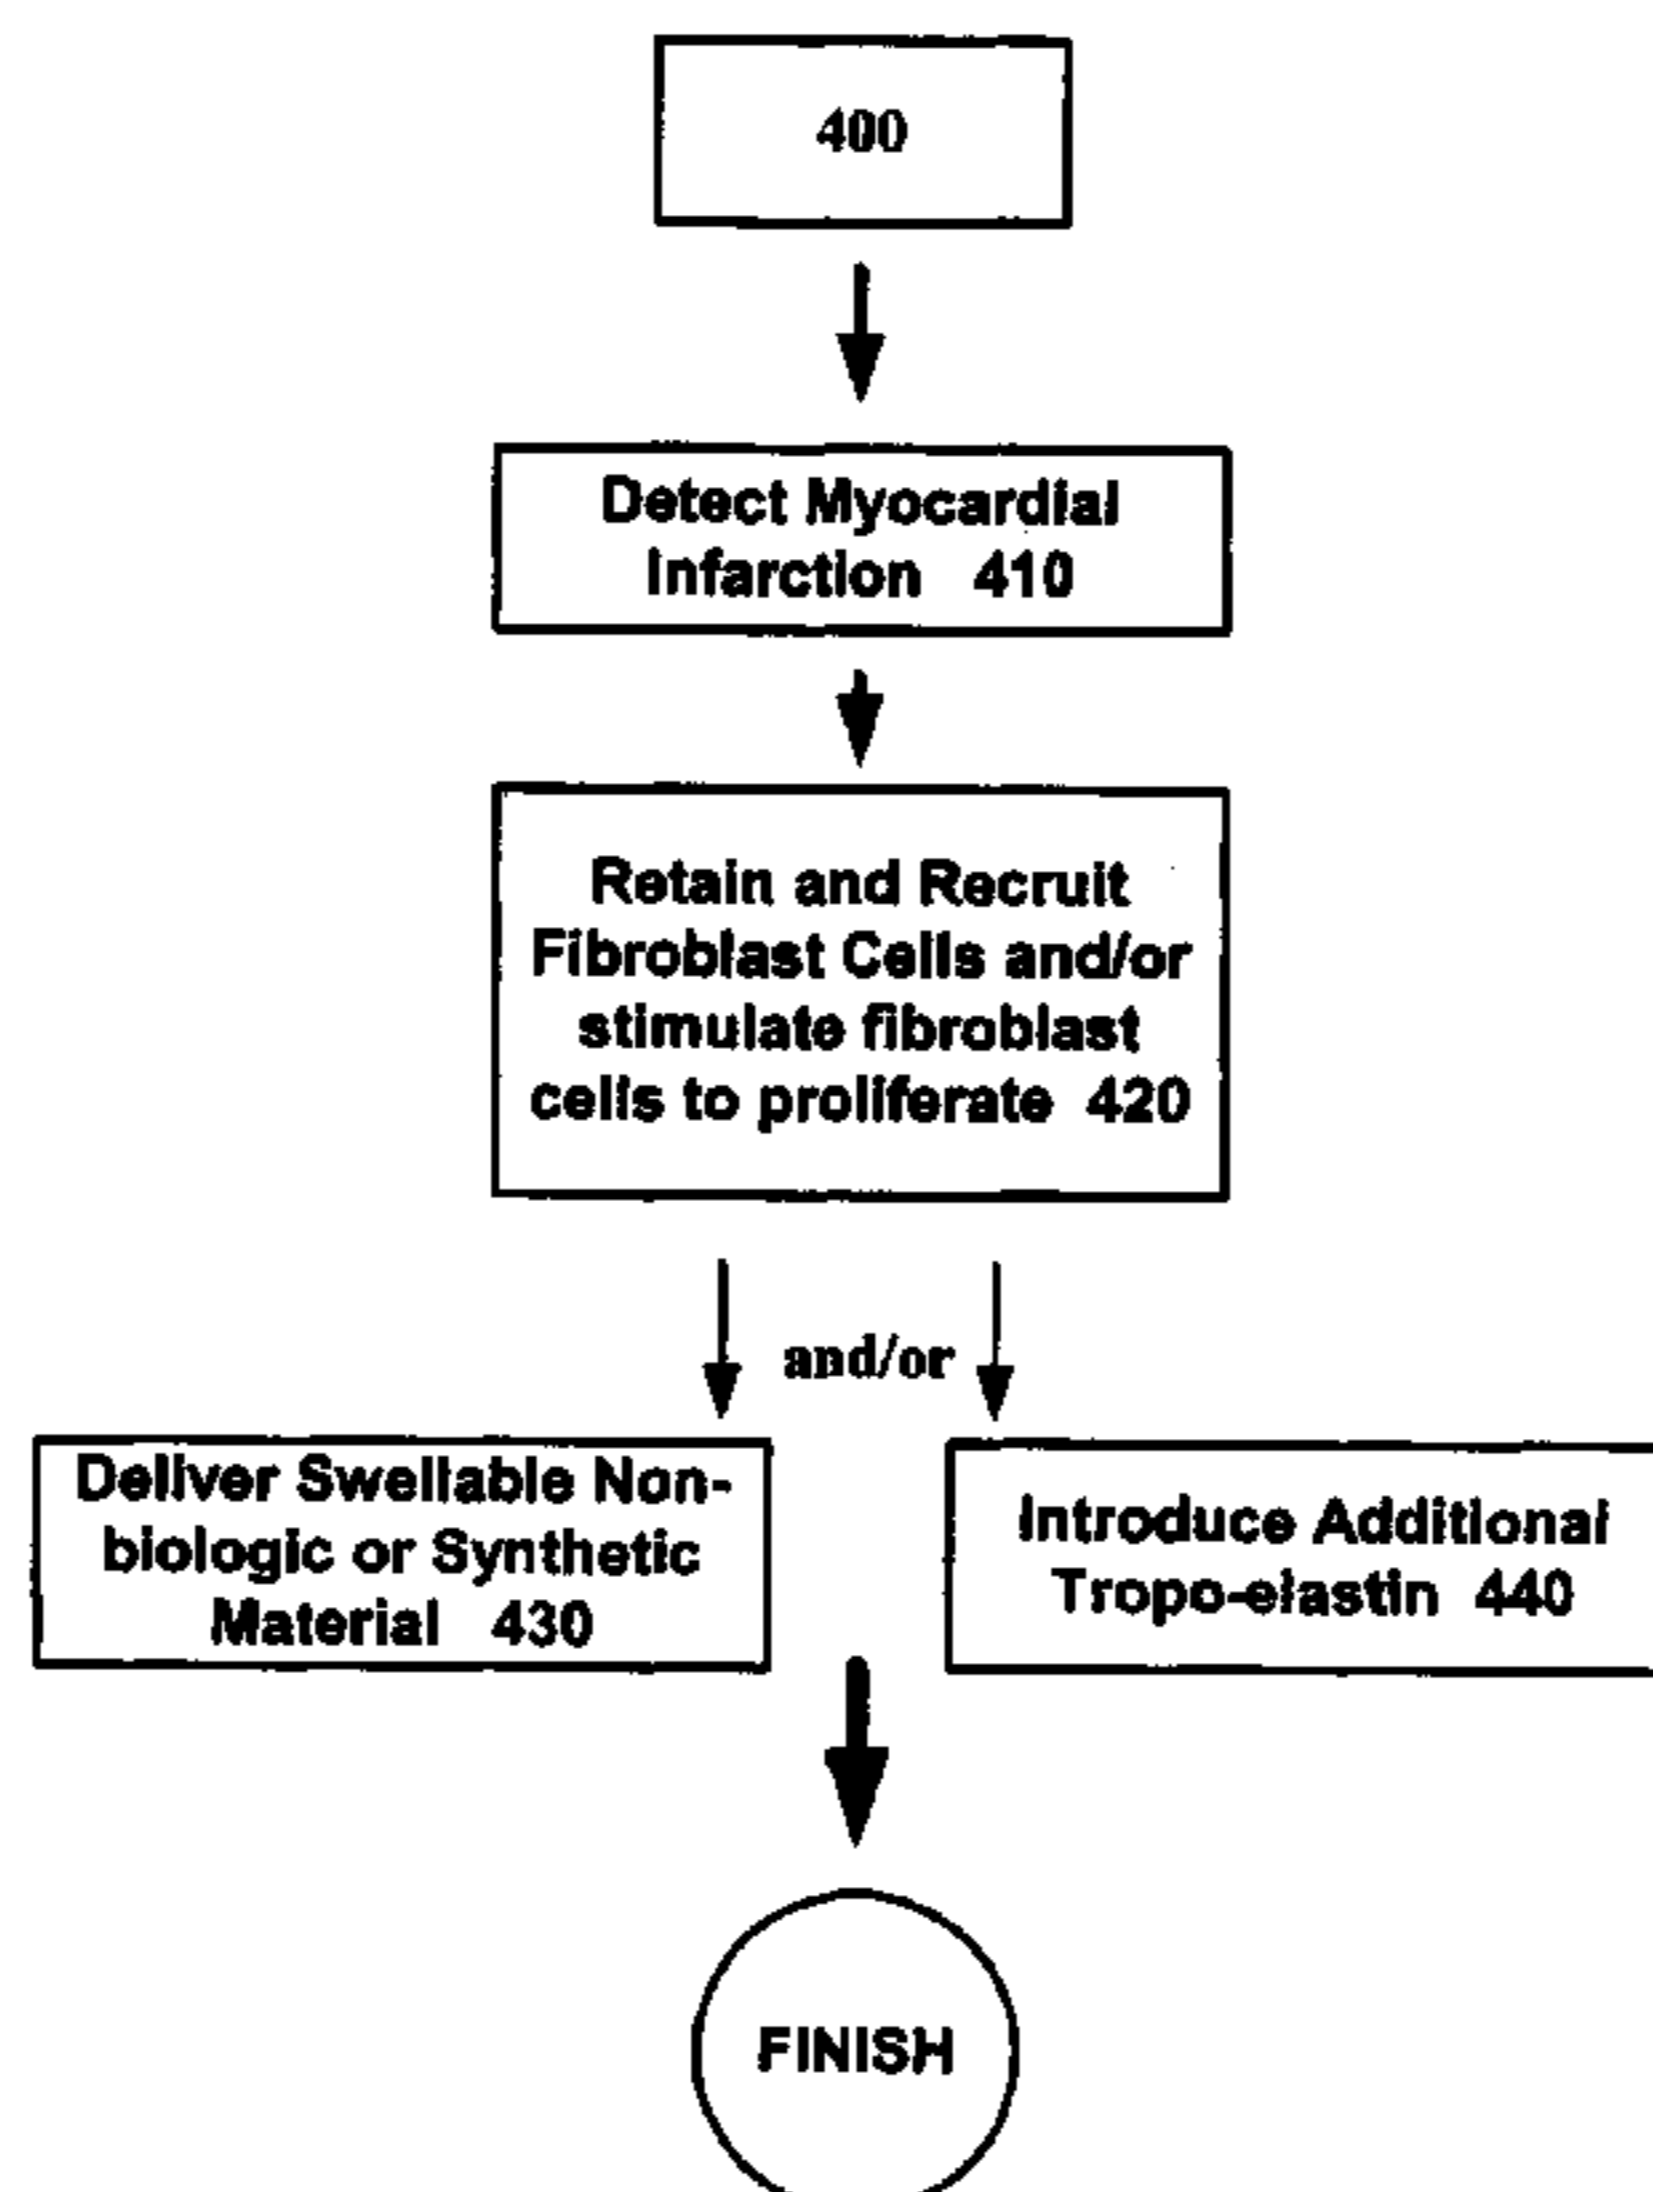 400
Detect Myocardial
Infarction 410
Retain and Recruit
Fibroblast Cells and/or
stimulate fibroblast
cells to proliferate 420
and/or
Deliver Swellable Non-
biologic or Synthetic
Material 430
Introduce Additional
Tropo-elastin 440
FINISH